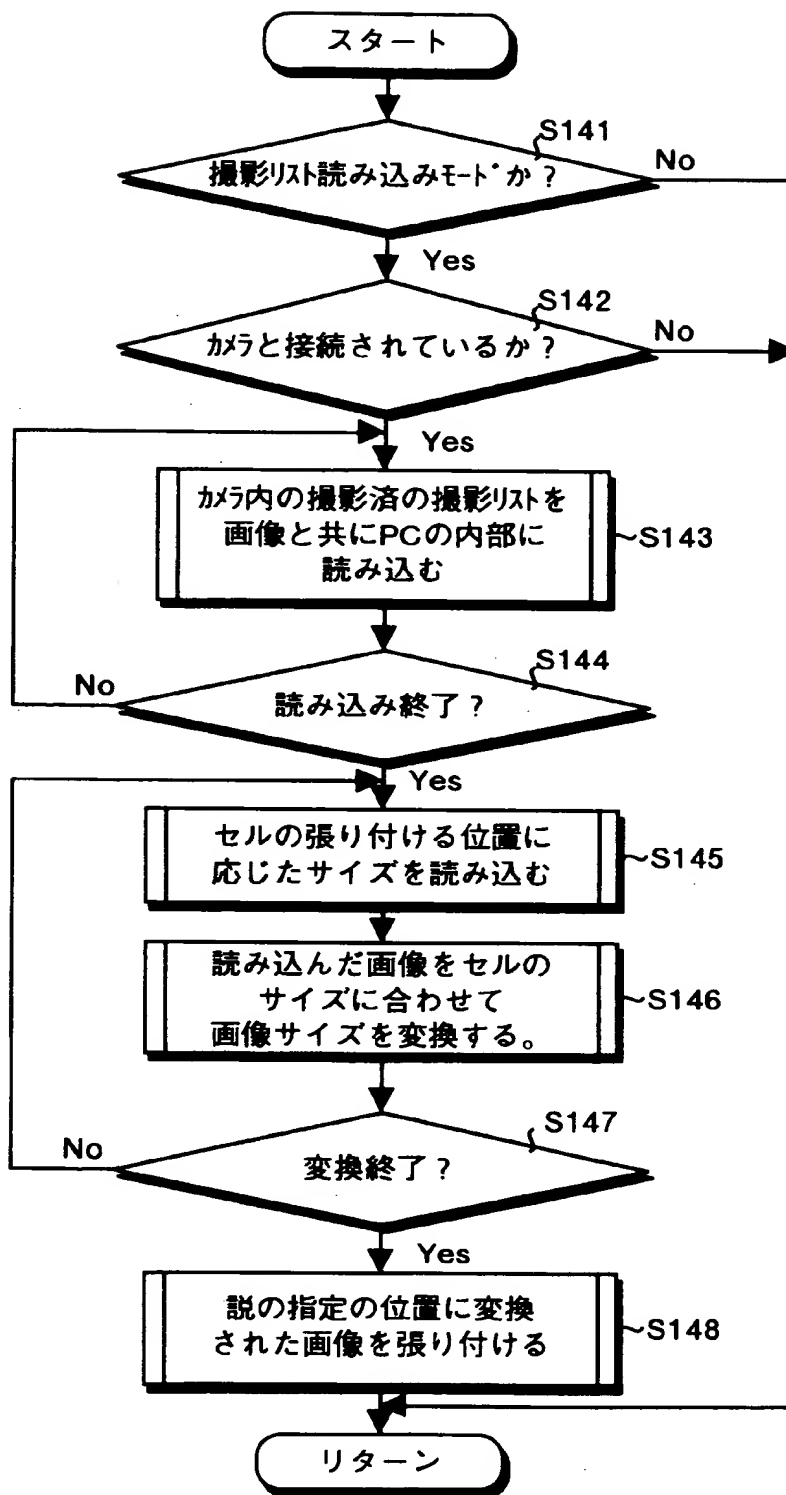 スタート
S141
撮影リスト読み込みモードか?
No
Yes
S142
カメラと接続されているか?
No
Yes
カメラ内の撮影済の撮影リストを
画像と共にPCの内部に
読み込む
~S143
S144
No
読み込み終了?
Yes
セルの張り付ける位置に
応じたサイズを読み込む
~S145
読み込んだ画像をセルの
サイズに合わせて
画像サイズを変換する。
~S146
S147
No
変換終了?
Yes
説の指定の位置に変換
された画像を張り付ける
~S148
リターン